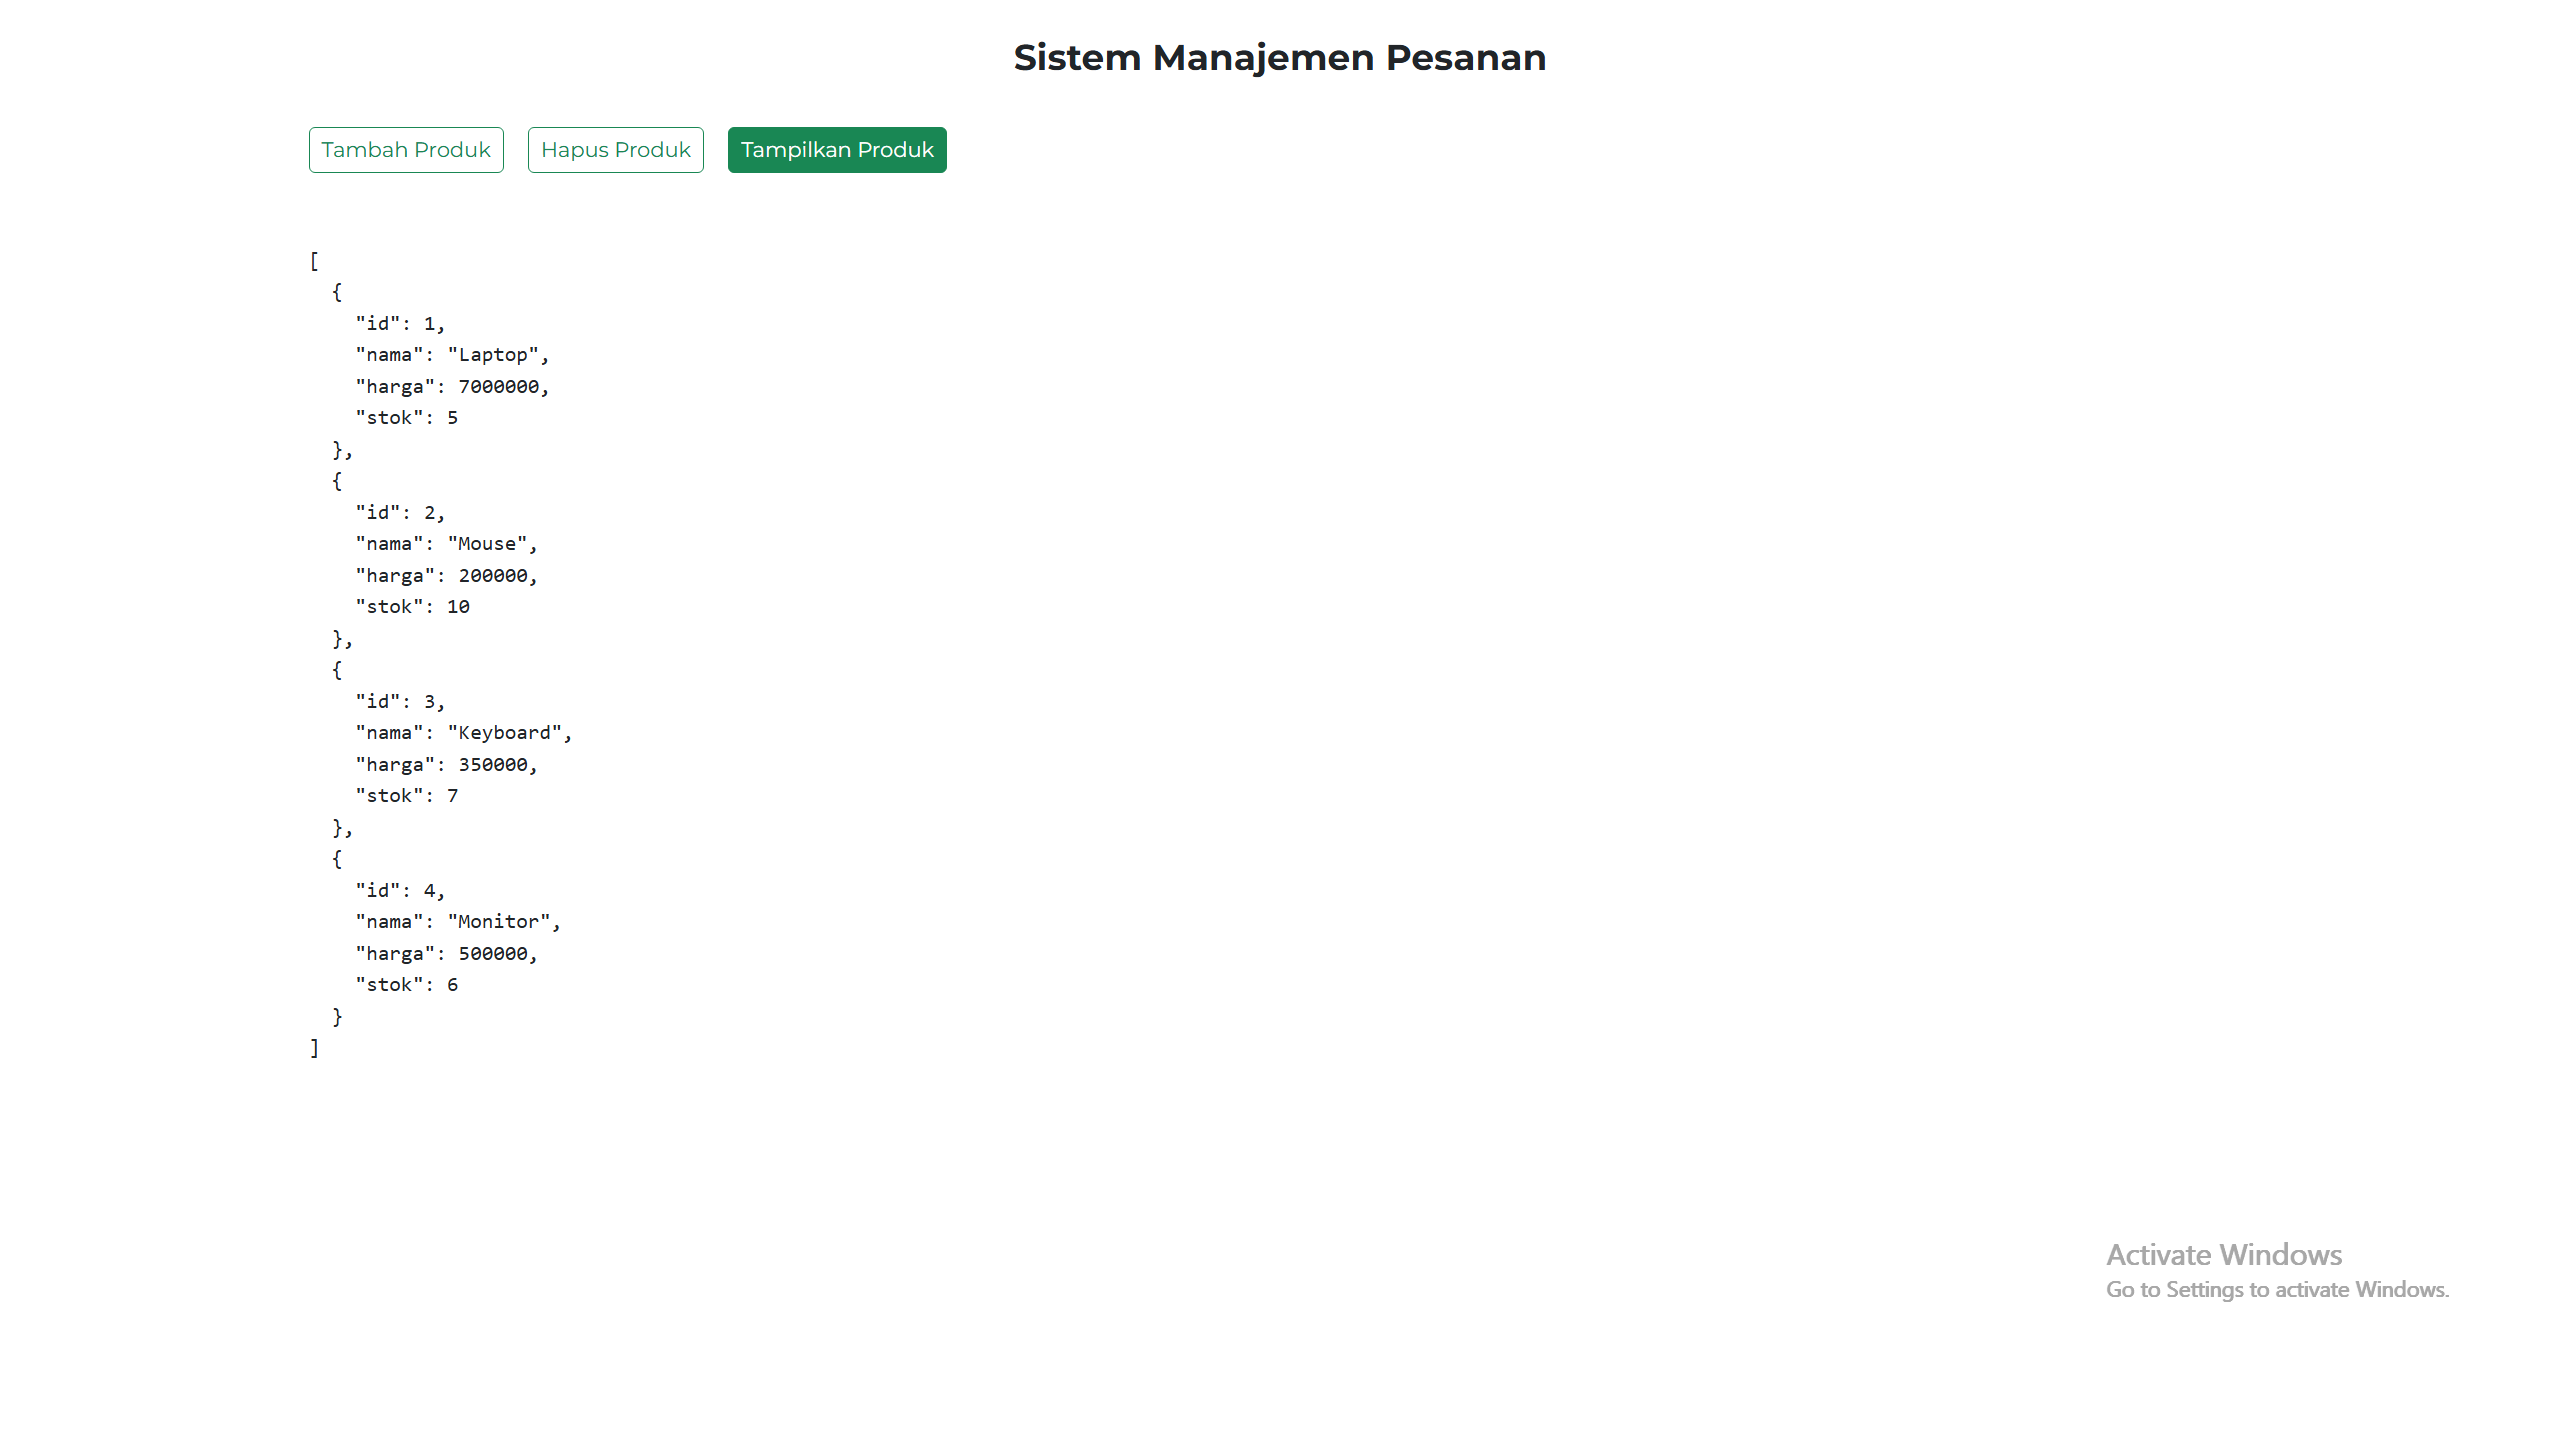 Sistem Manajemen Pesanan
Tambah Produk Hapus Produk Tampilkan Produk
[
  {
    "id": 1,
    "nama": "Laptop",
    "harga": 7000000,
    "stok": 5
  },
  {
    "id": 2,
    "nama": "Mouse",
    "harga": 200000,
    "stok": 10
  },
  {
    "id": 3,
    "nama": "Keyboard",
    "harga": 350000,
    "stok": 7
  },
  {
    "id": 4,
    "nama": "Monitor",
    "harga": 500000,
    "stok": 6
  }
]
Activate Windows
Go to Settings to activate Windows.